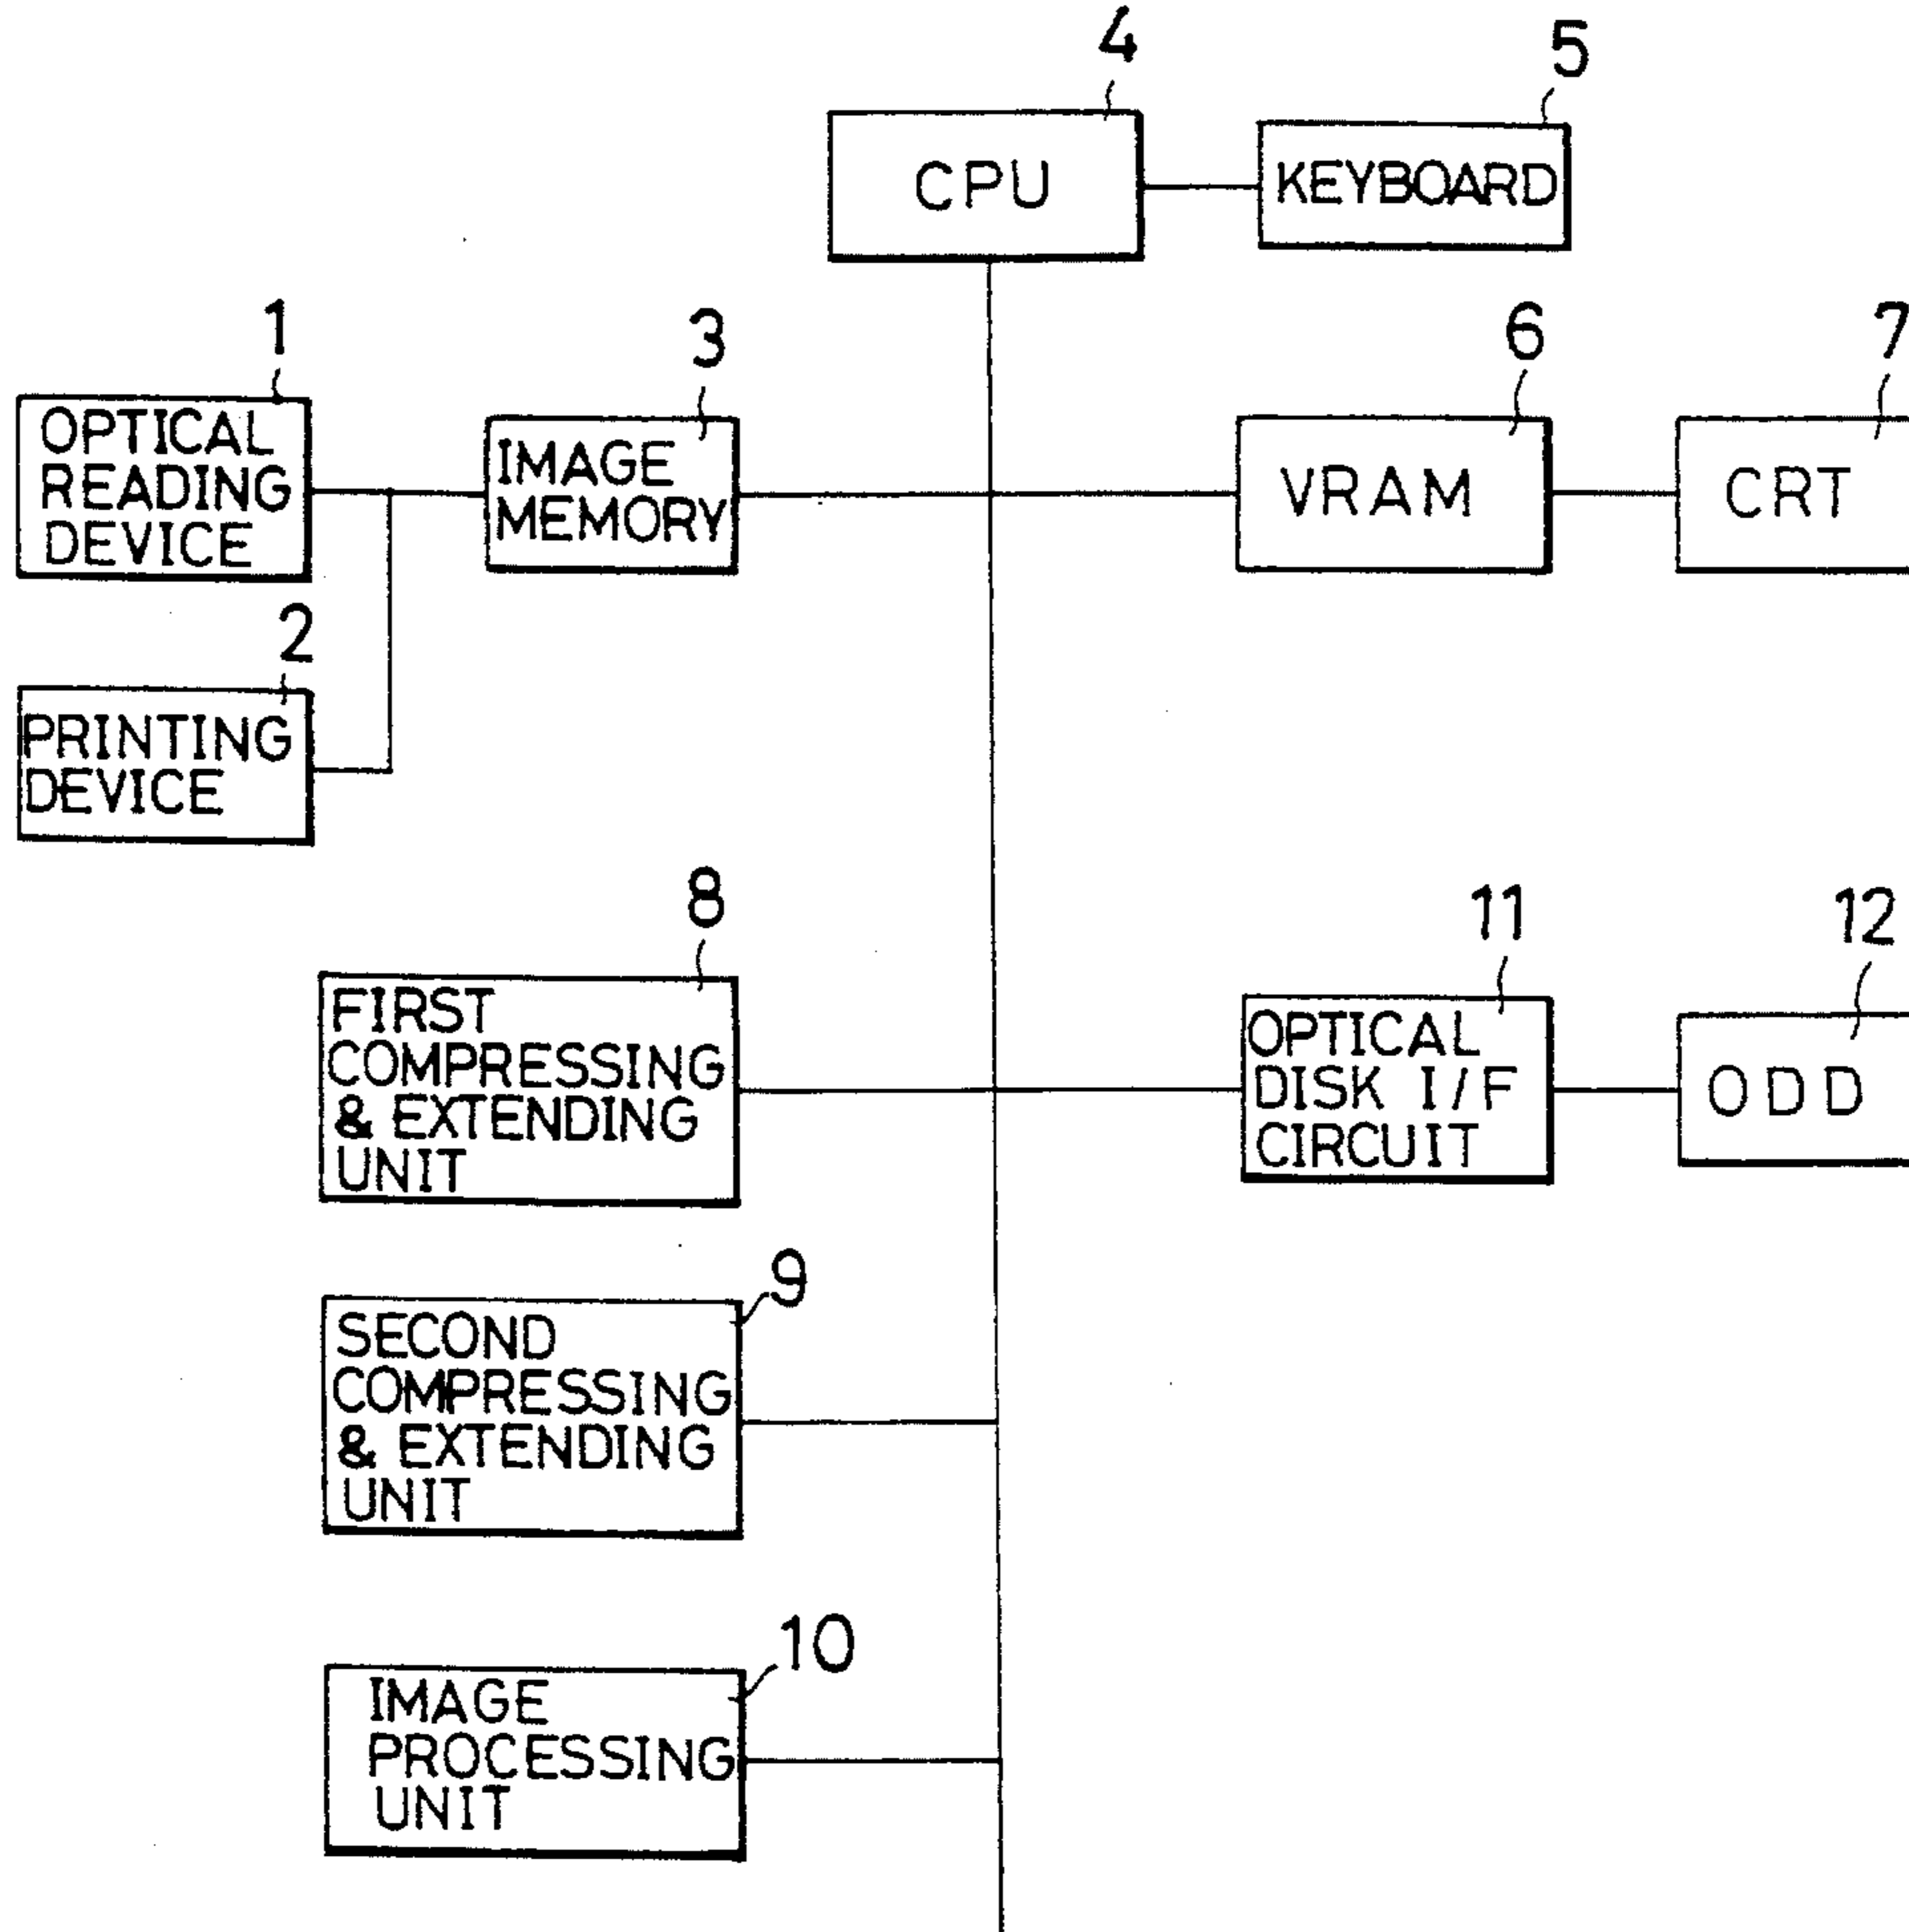 4
5
CPU
KEYBOARD
1
3
6
7
OPTICAL
READING
DEVICE
IMAGE
MEMORY
VRAM
CRT
2
PRINTING
DEVICE
8
11
12
FIRST
COMPRESSING
& EXTENDING
UNIT
OPTICAL
DISK I/F
CIRCUIT
ODD
9
SECOND
COMPRESSING
& EXTENDING
UNIT
10
IMAGE
PROCESSING
UNIT